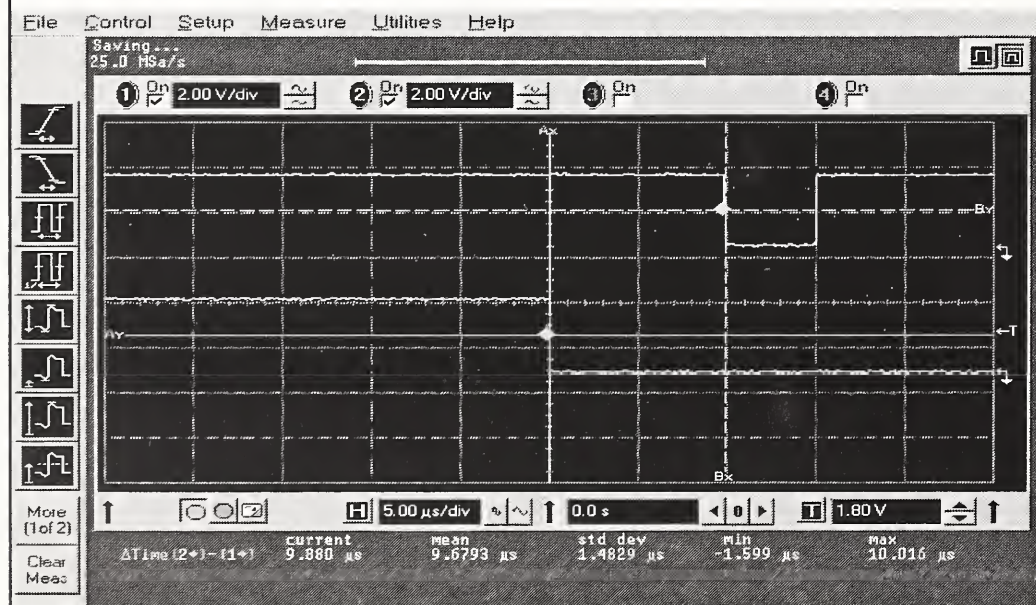 File Control Setup Measure Utilities Help
Saving...
25.0 MSa/s
1 On 2.00 V/div 2 On 2.00 V/div 3 On 4 On
Ax
By
Ay
T
Bx
More
(1of 2)
H 5.00 µs/div 0.0 s 0 T 1.80 V
current mean std dev min max
ΔTime(2)-(1) 9.880 µs 9.6793 µs 1.4829 µs -1.599 µs 10.016 µs
Clear
Meas